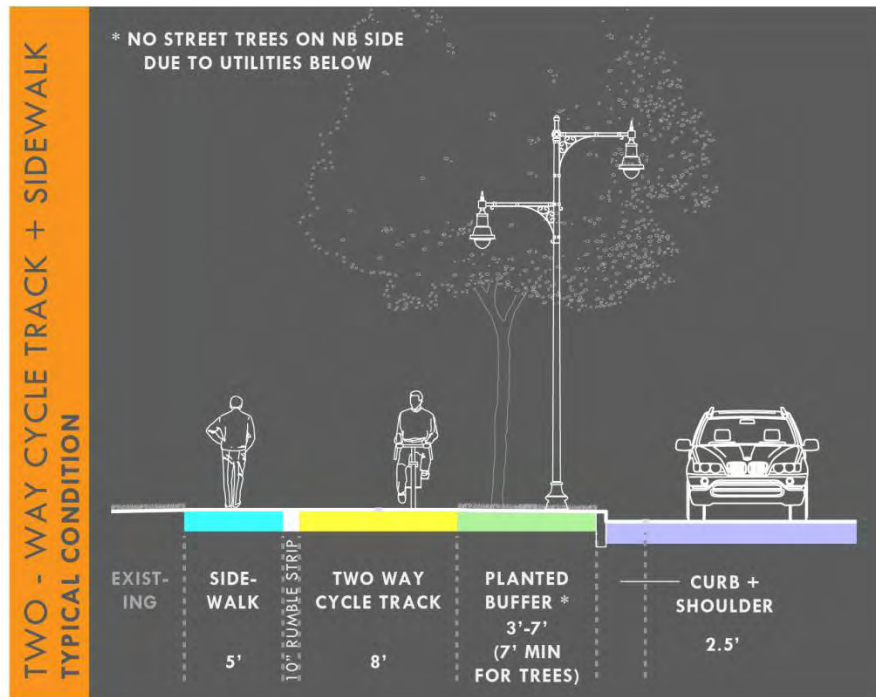 TWO - WAY CYCLE TRACK + SIDEWALK
TYPICAL CONDITION
* NO STREET TREES ON NB SIDE
DUE TO UTILITIES BELOW
EXIST-
ING
SIDE-
WALK
5'
10" RUMBLE STRIP
TWO WAY
CYCLE TRACK
8'
PLANTED
BUFFER *
3'-7'
(7' MIN
FOR TREES)
CURB +
SHOULDER
2.5'